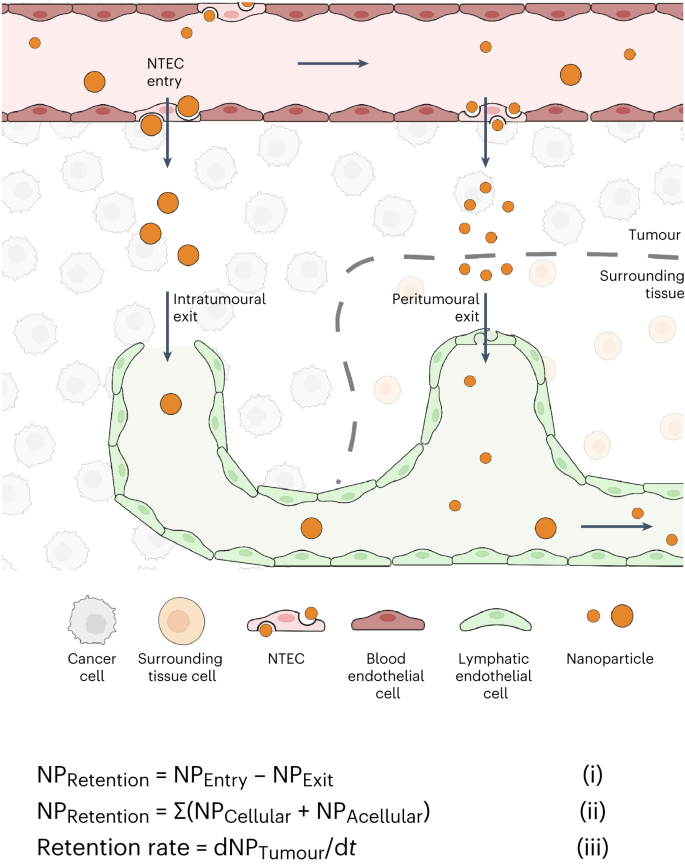 NTEC
entry
Tumour
Surrounding
tissue
Intratumoural
exit
Peritumoural
exit
Cancer
cell
Surrounding
tissue cell
NTEC
Blood
endothelial
cell
Lymphatic
endothelial
cell
Nanoparticle
NPRetention = NPEntry – NPExit (i)
NPRetention = Σ(NPCellular + NPAcellular) (ii)
Retention rate = dNPTumour/dt (iii)